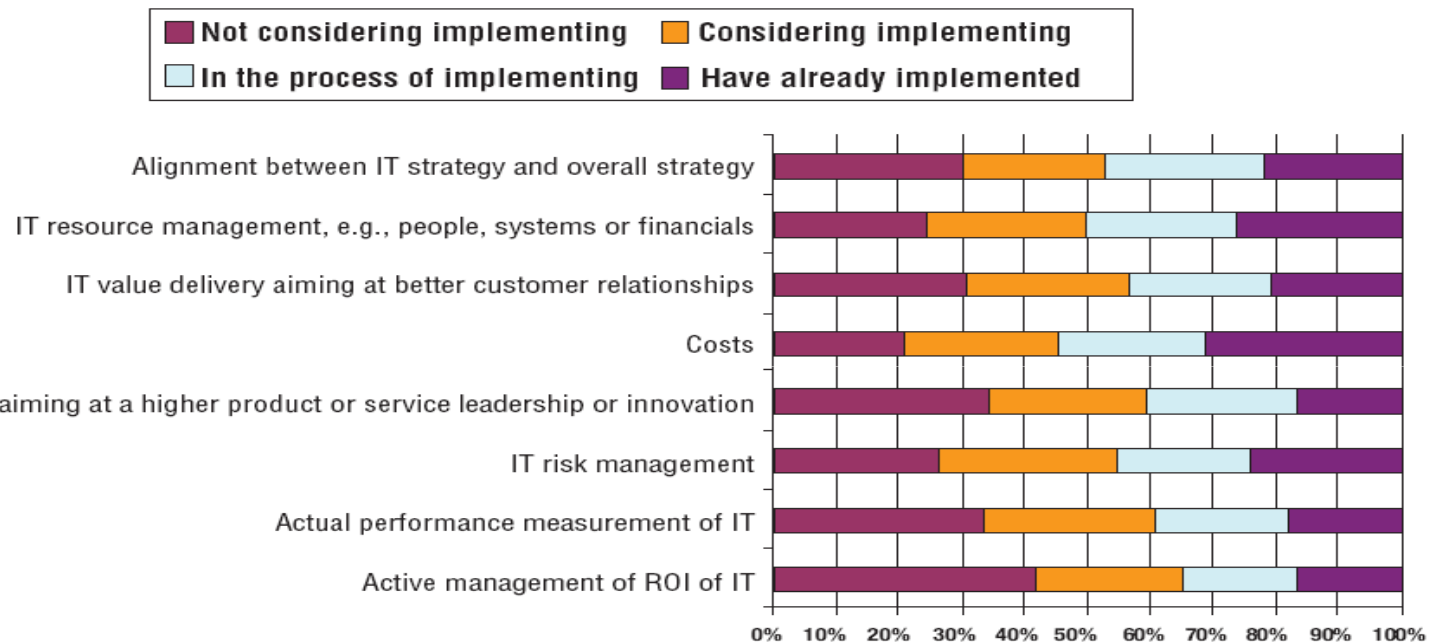 Not considering implementing Considering implementing
In the process of implementing Have already implemented
Alignment between IT strategy and overall strategy
IT resource management, e.g., people, systems or financials
IT value delivery aiming at better customer relationships
Costs
aiming at a higher product or service leadership or innovation
IT risk management
Actual performance measurement of IT
Active management of ROI of IT
0% 10% 20% 30% 40% 50% 60% 70% 80% 90% 100%